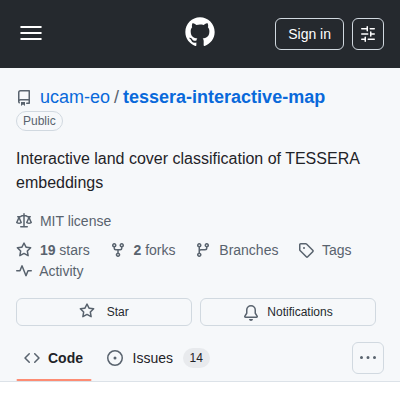 Sign in
ucam-eo / tessera-interactive-map
Public
Interactive land cover classification of TESSERA
embeddings
MIT license
19 stars 2 forks Branches Tags
Activity
Star Notifications
Code Issues 14